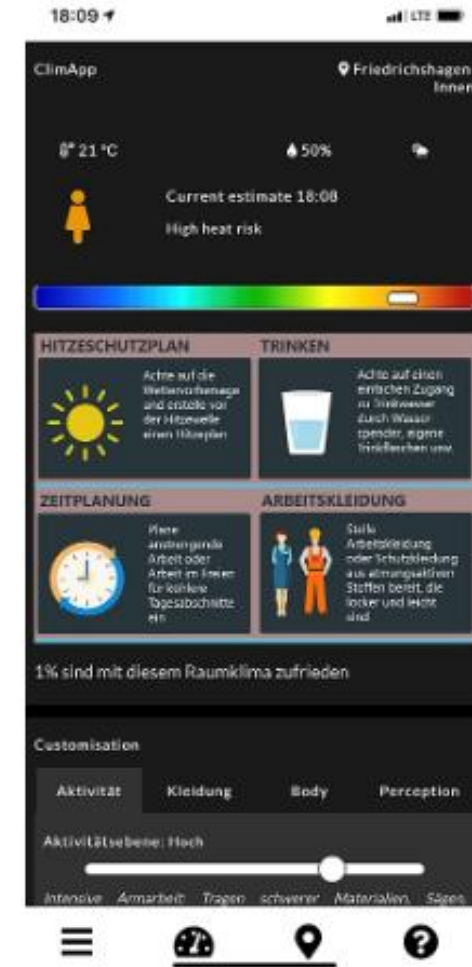 18:09
LTE
ClimApp
Friedrichshagen
Innen
21 °C
50%
Current estimate 18:08
High heat risk
HITZESCHUTZPLAN
Achte auf die
Wettervorhersage
und erstelle vor
der Hitzewelle
einen Hitzeplan
TRINKEN
Achte auf einen
einfachen Zugang
zu Trinkwasser
durch Wasser
spender, eigene
Trinkflaschen usw.
ZEITPLANUNG
Plane
anstrengende
Arbeit oder
Arbeit im freien
für kühlere
Tagesabschnitte
ein
ARBEITSKLEIDUNG
Stelle
Arbeitskleidung
oder Schutzkleidung
aus atmungsaktiven
Stoffen bereit, die
locker und leicht
sind
1% sind mit diesem Raumklima zufrieden
Customisation
Aktivität
Kleidung
Body
Perception
Aktivitätsebene: Hoch
Intensive Armarbeit: Tragen schwerer Materialien, Sägen,